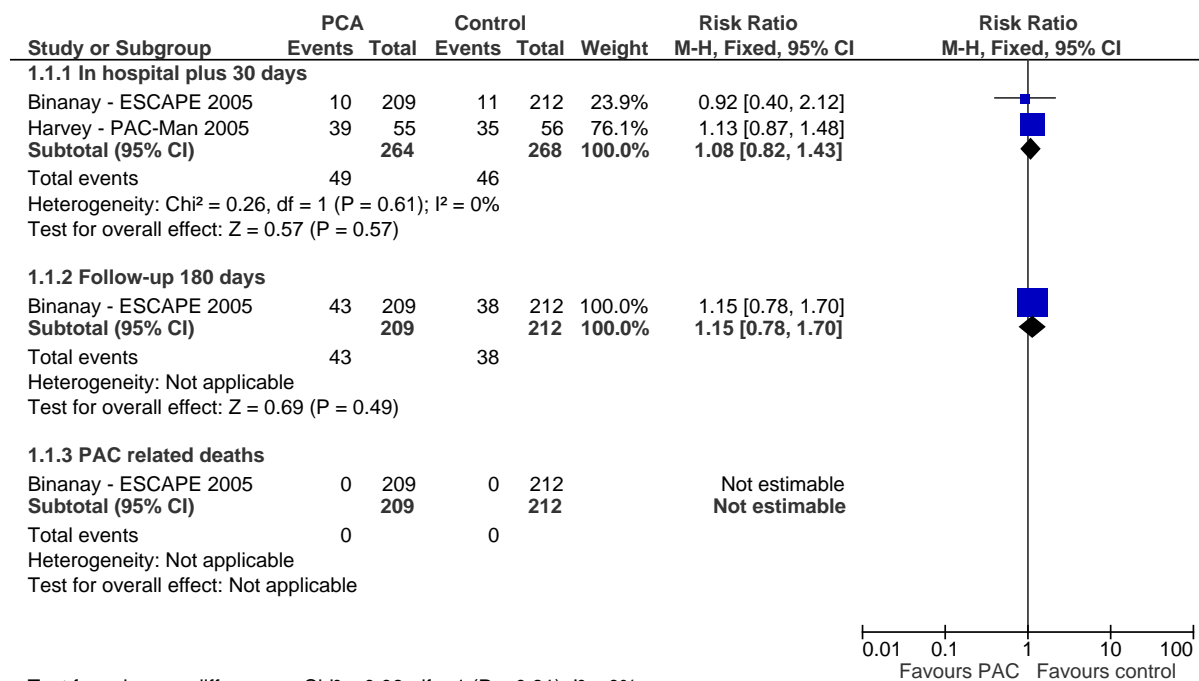 PCA Control Risk Ratio Risk Ratio
Study or Subgroup Events Total Events Total Weight M-H, Fixed, 95% CI M-H, Fixed, 95% CI
1.1.1 In hospital plus 30 days
Binanay - ESCAPE 2005 10 209 11 212 23.9% 0.92 [0.40, 2.12]
Harvey - PAC-Man 2005 39 55 35 56 76.1% 1.13 [0.87, 1.48]
Subtotal (95% CI) 264 268 100.0% 1.08 [0.82, 1.43]
Total events 49 46
Heterogeneity: Chi² = 0.26, df = 1 (P = 0.61); I² = 0%
Test for overall effect: Z = 0.57 (P = 0.57)
1.1.2 Follow-up 180 days
Binanay - ESCAPE 2005 43 209 38 212 100.0% 1.15 [0.78, 1.70]
Subtotal (95% CI) 209 212 100.0% 1.15 [0.78, 1.70]
Total events 43 38
Heterogeneity: Not applicable
Test for overall effect: Z = 0.69 (P = 0.49)
1.1.3 PAC related deaths
Binanay - ESCAPE 2005 0 209 0 212 Not estimable
Subtotal (95% CI) 209 212 Not estimable
Total events 0 0
Heterogeneity: Not applicable
Test for overall effect: Not applicable
0.01 0.1 1 10 100
Favours PAC Favours control